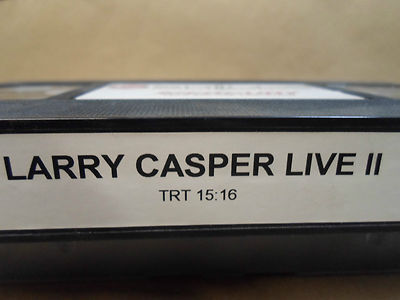 LARRY CASPER LIVE II
TRT 15:16